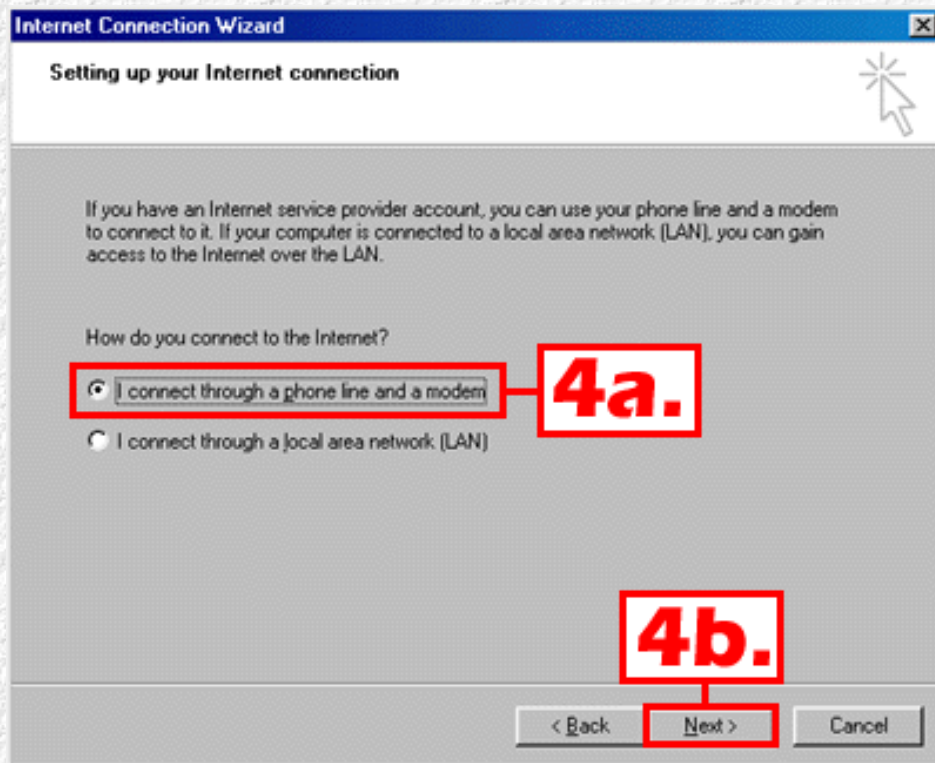 Internet Connection Wizard
Setting up your Internet connection
If you have an Internet service provider account, you can use your phone line and a modem
to connect to it. If your computer is connected to a local area network (LAN), you can gain
access to the Internet over the LAN.
How do you connect to the Internet?
I connect through a phone line and a modem
4a.
I connect through a local area network (LAN)
4b.
< Back Next > Cancel